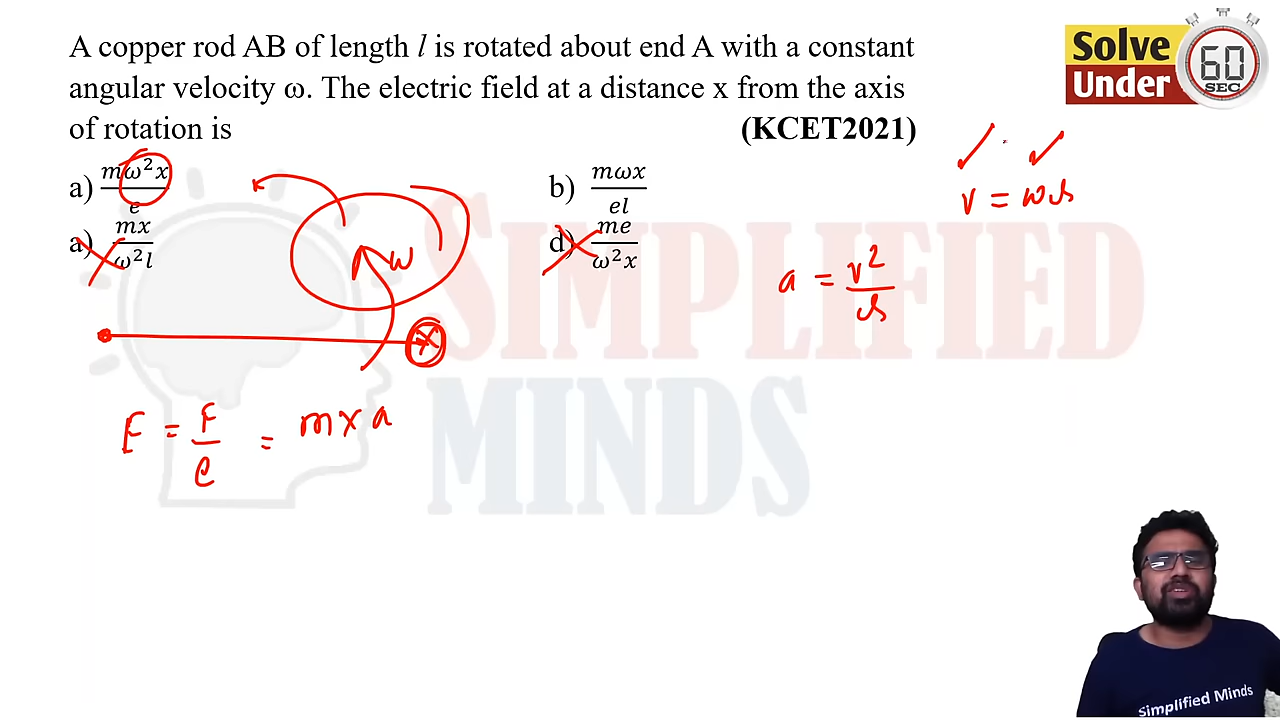 A copper rod AB of length l is rotated about end A with a constant
angular velocity ω. The electric field at a distance x from the axis
of rotation is (KCET2021)
a) mω²x/e b) mωx/el
a) mx/ω²l d) me/ω²x
Solve
Under
60
SEC
v = ωr
a = v²/r
ω
x
E = F/e = m x a
SIMPLIFIED
MINDS
Simplified Minds